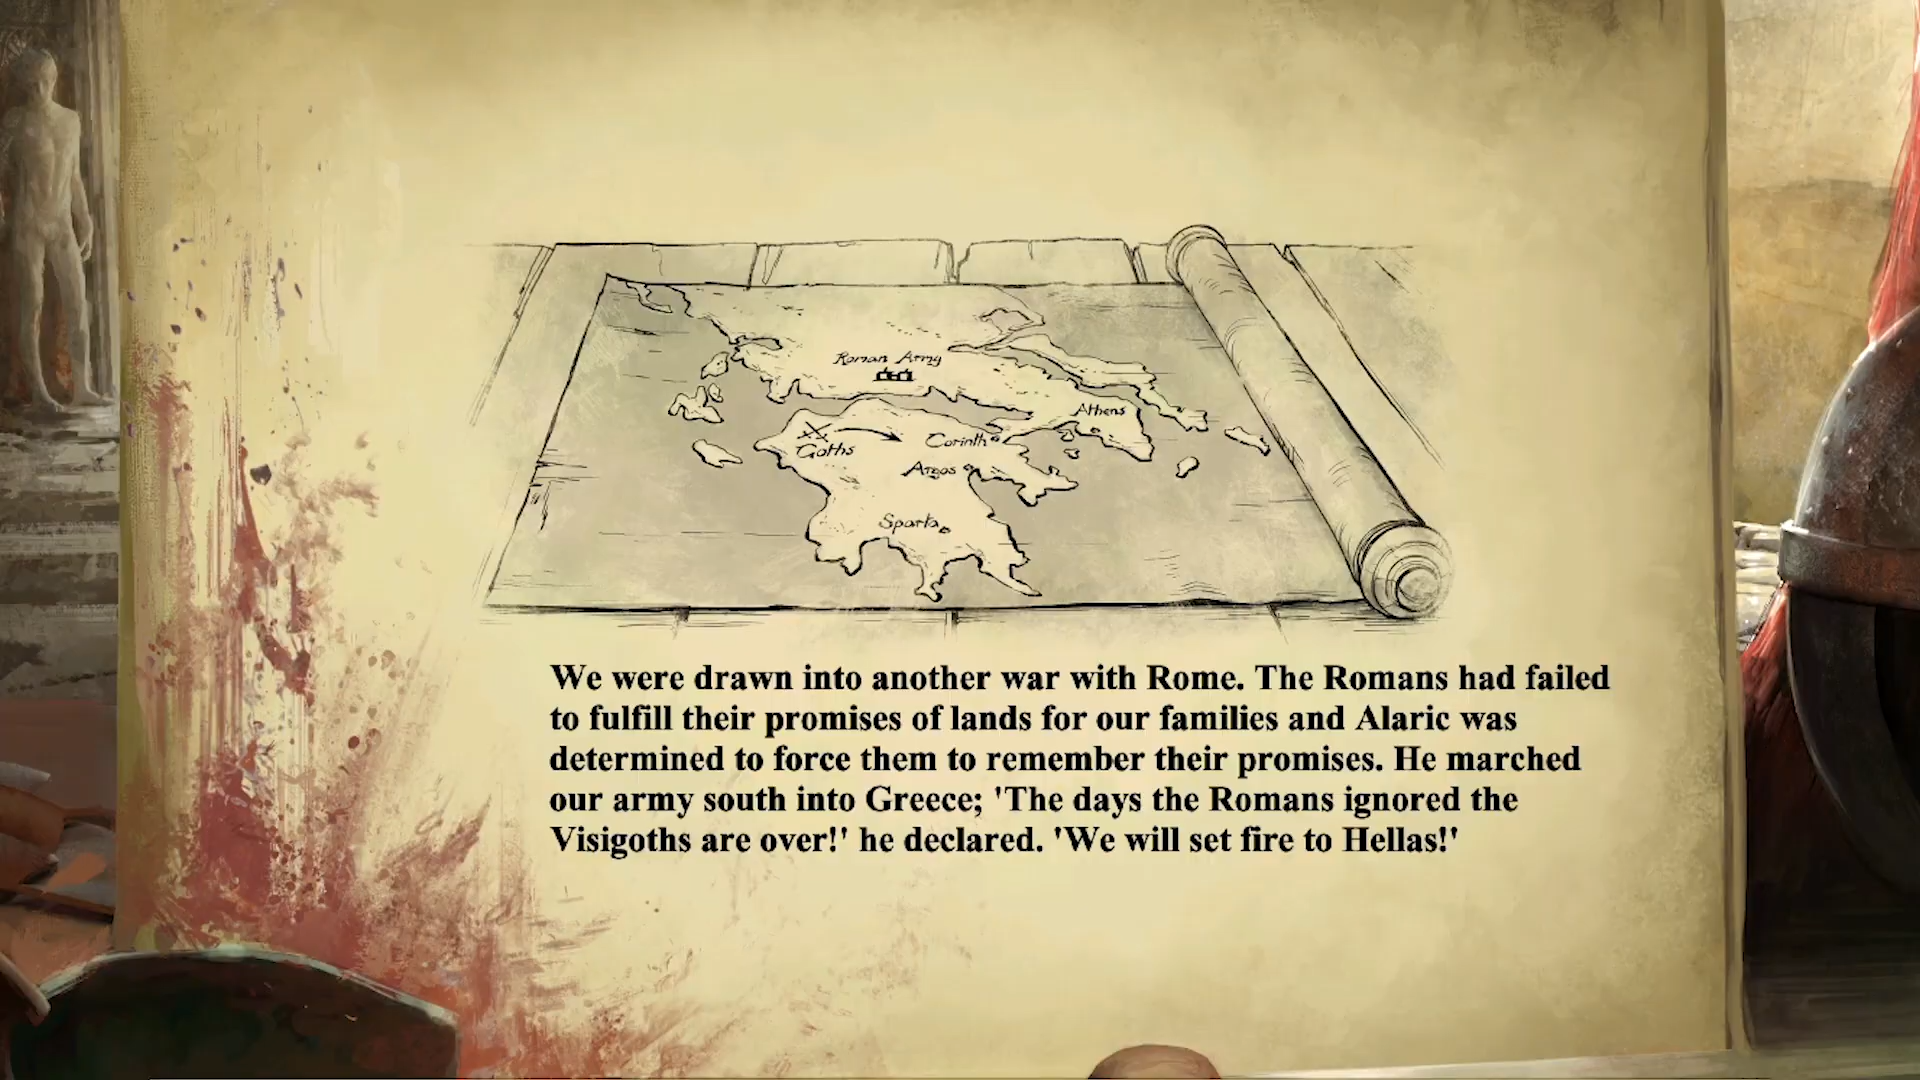 Roman Army
Athens
Goths
Corinth
Argos
Sparta
We were drawn into another war with Rome. The Romans had failed
to fulfill their promises of lands for our families and Alaric was
determined to force them to remember their promises. He marched
our army south into Greece; 'The days the Romans ignored the
Visigoths are over!' he declared. 'We will set fire to Hellas!'